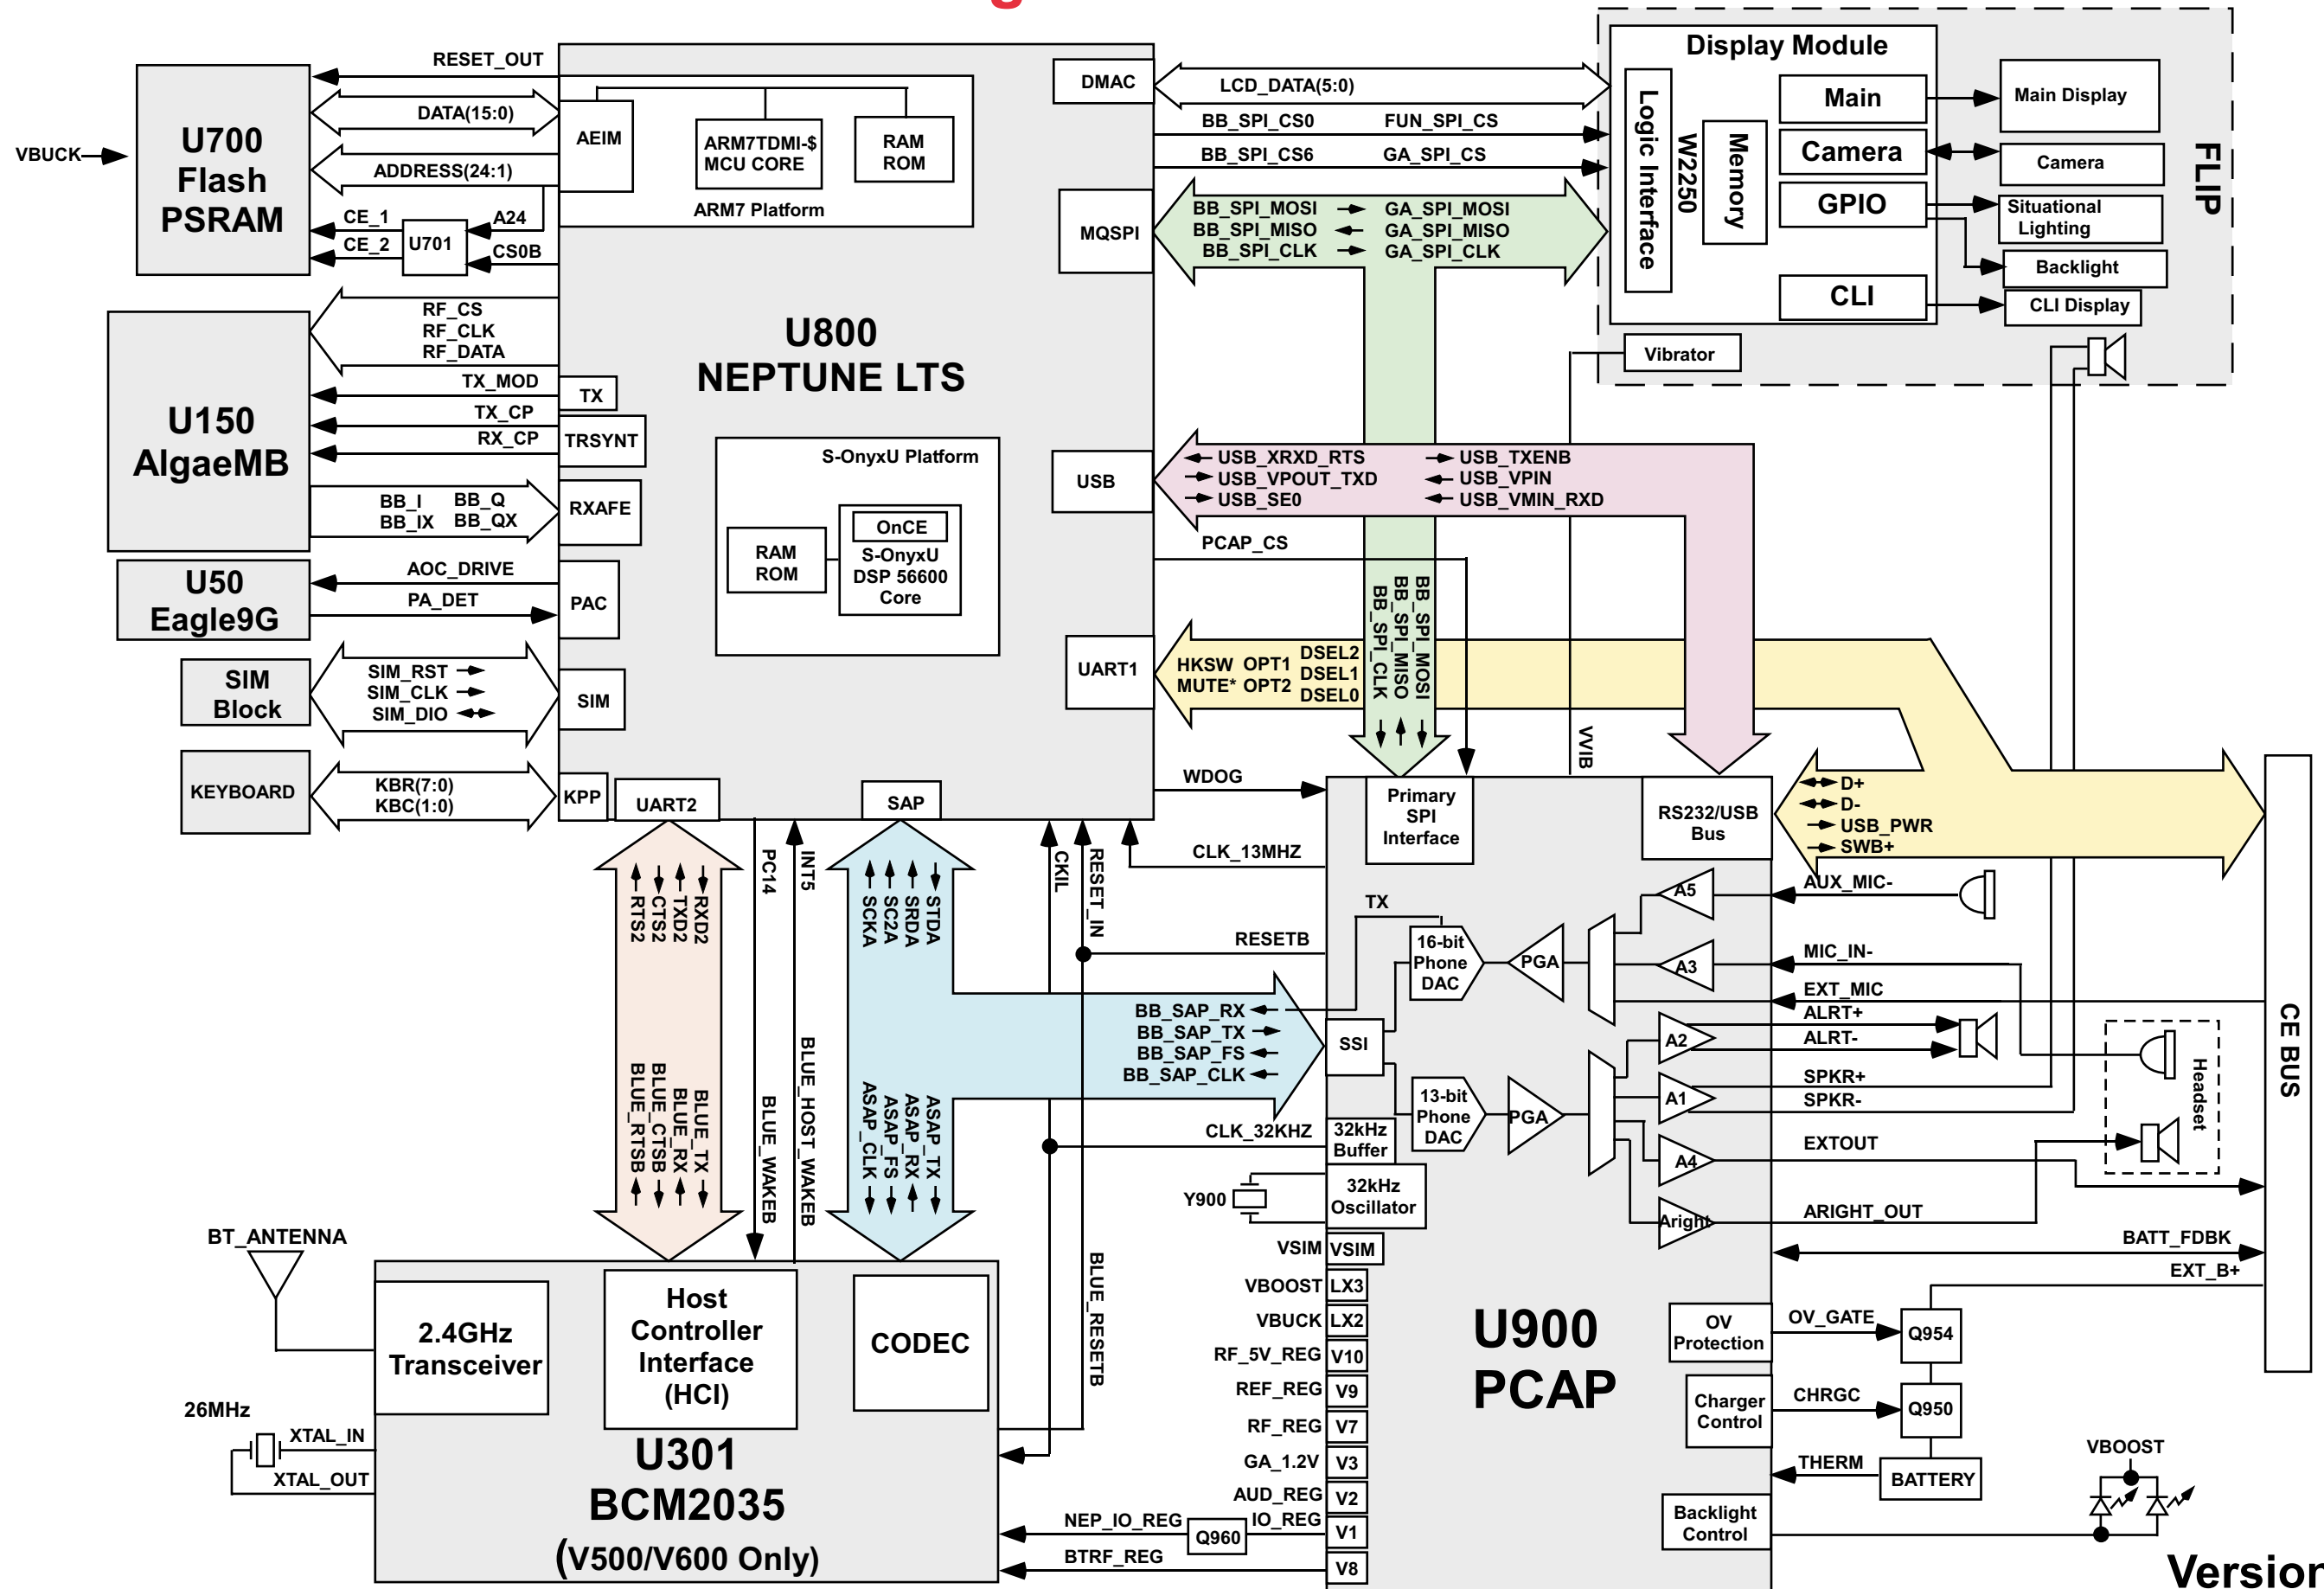 g
RESET_OUT
DATA(15:0)
ADDRESS(24:1)
VBUCK
U700
Flash
PSRAM
CE_1
CE_2
U701
A24
CS0B
AEIM
ARM7TDMI-$
MCU CORE
RAM
ROM
ARM7 Platform
DMAC
MQSPI
LCD_DATA(5:0)
BB_SPI_CS0 FUN_SPI_CS
BB_SPI_CS6 GA_SPI_CS
BB_SPI_MOSI GA_SPI_MOSI
BB_SPI_MISO GA_SPI_MISO
BB_SPI_CLK GA_SPI_CLK
Display Module
Logic Interface
W2250
Memory
Main
Camera
GPIO
CLI
Main Display
Camera
Situational
Lighting
Backlight
CLI Display
FLIP
Vibrator
RF_CS
RF_CLK
RF_DATA
TX_MOD
TX_CP
RX_CP
U150
AlgaeMB
BB_I BB_Q
BB_IX BB_QX
TX
TRSYNT
RXAFE
U800
NEPTUNE LTS
S-OnyxU Platform
RAM
ROM
OnCE
S-OnyxU
DSP 56600
Core
USB
USB_XRXD_RTS USB_TXENB
USB_VPOUT_TXD USB_VPIN
USB_SE0 USB_VMIN_RXD
PCAP_CS
BB_SPI_CLK
BB_SPI_MISO
BB_SPI_MOSI
U50
Eagle9G
AOC_DRIVE
PA_DET
PAC
SIM
Block
SIM_RST
SIM_CLK
SIM_DIO
SIM
KEYBOARD
KBR(7:0)
KBC(1:0)
KPP
UART2
SAP
UART1
HKSW OPT1
MUTE* OPT2
DSEL2
DSEL1
DSEL0
VVIB
WDOG
CLK_13MHZ
RESETB
CKIL
RESET_IN
PC14
INT5
RTS2
CTS2
TXD2
RXD2
BLUE_RTSB
BLUE_CTSB
BLUE_RX
BLUE_TX
BLUE_WAKEB
BLUE_HOST_WAKEB
SCKA
SC2A
SRDA
STDA
ASAP_CLK
ASAP_FS
ASAP_RX
ASAP_TX
BB_SAP_RX
BB_SAP_TX
BB_SAP_FS
BB_SAP_CLK
BLUE_RESETB
Primary
SPI
Interface
RS232/USB
Bus
D+
D-
USB_PWR
SWB+
TX
16-bit
Phone
DAC
PGA
A5
A3
AUX_MIC-
MIC_IN-
EXT_MIC
ALRT+
ALRT-
SPKR+
SPKR-
EXTOUT
ARIGHT_OUT
BATT_FDBK
EXT_B+
Headset
CE BUS
SSI
13-bit
Phone
DAC
PGA
A2
A1
A4
Aright
CLK_32KHZ
32kHz
Buffer
Y900
32kHz
Oscillator
VSIM VSIM
VBOOST LX3
VBUCK LX2
RF_5V_REG V10
REF_REG V9
RF_REG V7
GA_1.2V V3
AUD_REG V2
NEP_IO_REG Q960 IO_REG V1
BTRF_REG V8
U900
PCAP
OV
Protection
OV_GATE
Q954
Charger
Control
CHRGC
Q950
THERM
BATTERY
Backlight
Control
VBOOST
BT_ANTENNA
2.4GHz
Transceiver
Host
Controller
Interface
(HCI)
CODEC
26MHz
XTAL_IN
XTAL_OUT
U301
BCM2035
(V500/V600 Only)
Version